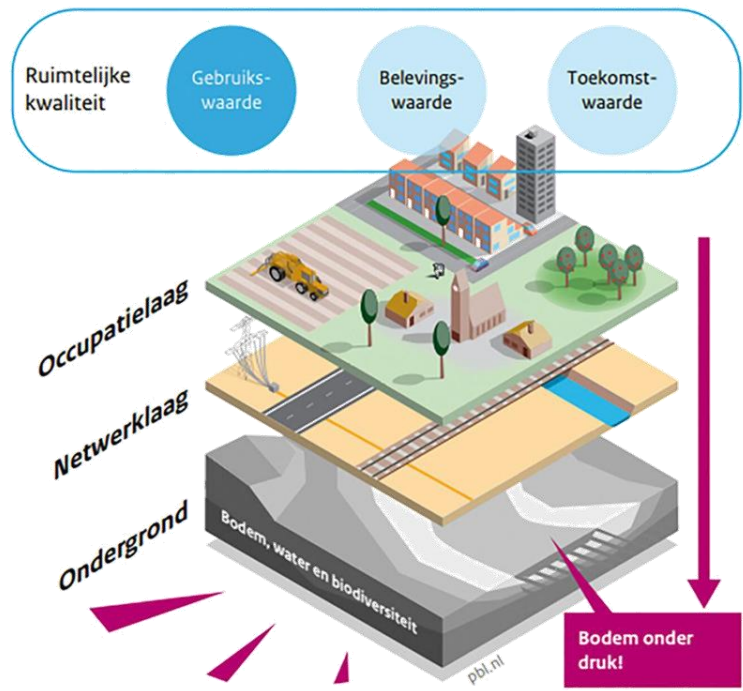 Ruimtelijke
kwaliteit
Gebruiks-
waarde
Belevings-
waarde
Toekomst-
waarde
Occupatielaag
Netwerklaag
Ondergrond
Bodem, water en biodiversiteit
Bodem onder
druk!
pbl.nl